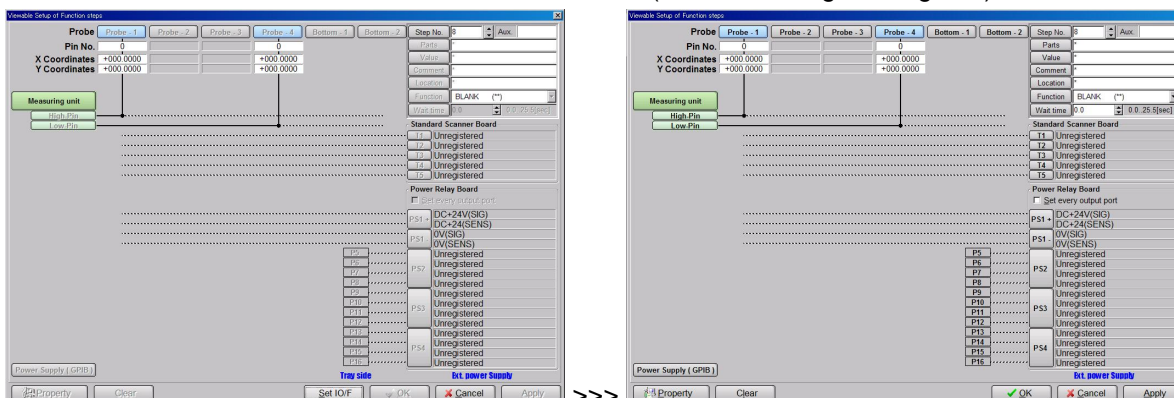 Viewable Setup of Function steps
Probe Probe - 1 Probe - 2 Probe - 3 Probe - 4 Bottom - 1 Bottom - 2 Step No. 8 Aux.
Pin No. 0 0 Parts *
X Coordinates +000.0000 +000.0000 Value *
Y Coordinates +000.0000 +000.0000 Comment *
Location *
Measuring unit Function BLANK (**)
High-Pin Wait time 0.0 0.0..25.5[sec]
Low-Pin Standard Scanner Board
T1 Unregistered
T2 Unregistered
T3 Unregistered
T4 Unregistered
T5 Unregistered
Power Relay Board
Set every output port
PS1 + DC+24V(SIG)
DC+24(SENS)
PS1 - 0V(SIG)
0V(SENS)
P5 PS2 Unregistered
P6 Unregistered
P7 Unregistered
P8 Unregistered
P9 PS3 Unregistered
P10 Unregistered
P11 Unregistered
P12 Unregistered
P13 PS4 Unregistered
P14 Unregistered
P15 Unregistered
P16 Unregistered
Power Supply ( GPIB )
Tray side Ext. power Supply
Property Clear Set IO/F OK Cancel Apply
>>>
Viewable Setup of Function steps
Probe Probe - 1 Probe - 2 Probe - 3 Probe - 4 Bottom - 1 Bottom - 2 Step No. 8 Aux.
Pin No. 0 0 Parts *
X Coordinates +000.0000 +000.0000 Value *
Y Coordinates +000.0000 +000.0000 Comment *
Location *
Measuring unit Function BLANK (**)
High-Pin Wait time 0.0 0.0..25.5[sec]
Low-Pin Standard Scanner Board
T1 Unregistered
T2 Unregistered
T3 Unregistered
T4 Unregistered
T5 Unregistered
Power Relay Board
Set every output port
PS1 + DC+24V(SIG)
DC+24(SENS)
PS1 - 0V(SIG)
0V(SENS)
P5 PS2 Unregistered
P6 Unregistered
P7 Unregistered
P8 Unregistered
P9 PS3 Unregistered
P10 Unregistered
P11 Unregistered
P12 Unregistered
P13 PS4 Unregistered
P14 Unregistered
P15 Unregistered
P16 Unregistered
Power Supply ( GPIB )
Ext. power Supply
Property Clear OK Cancel Apply